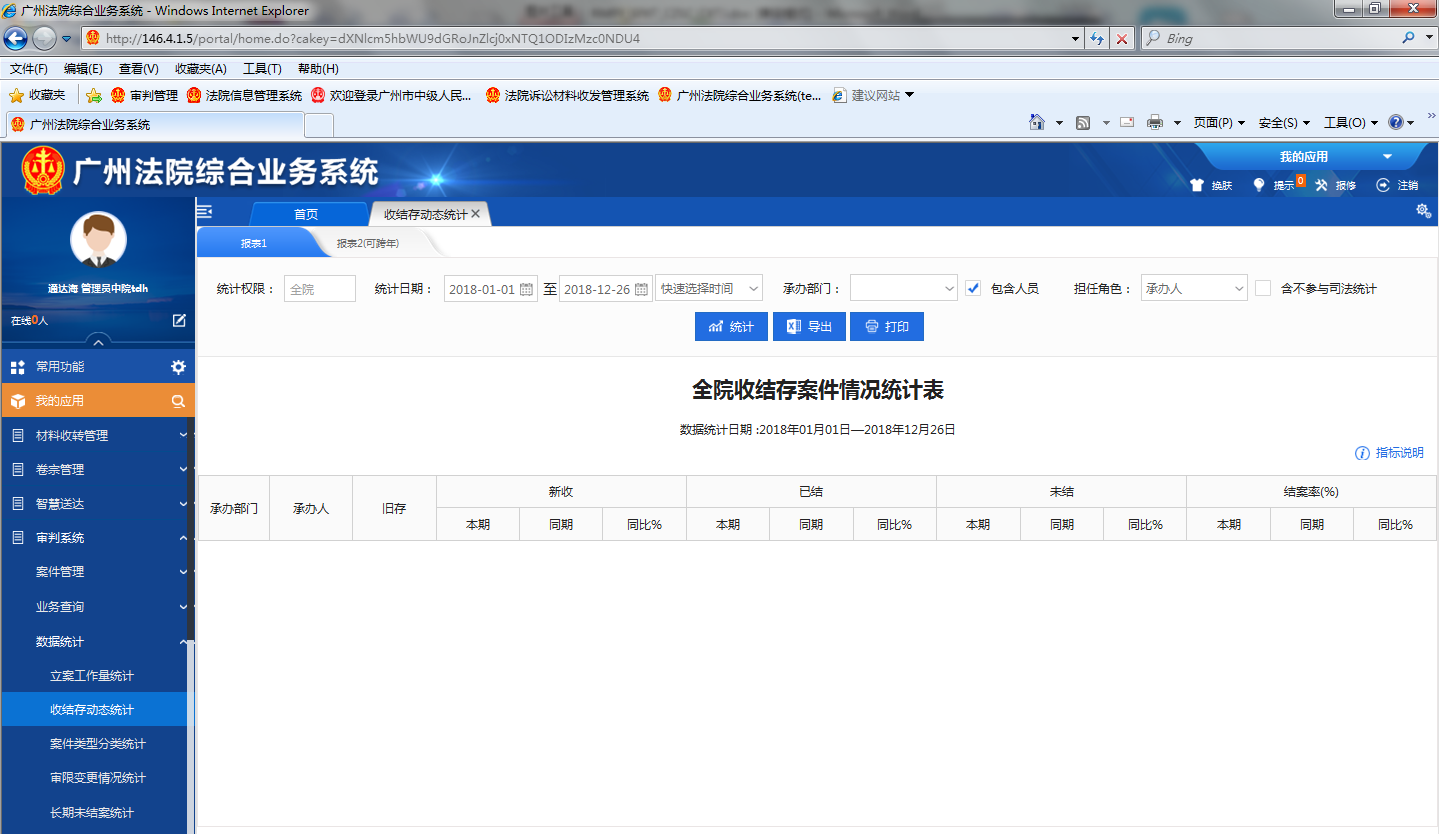 广州法院综合业务系统 - Windows Internet Explorer
http://146.4.1.5/portal/home.do?cakey=dXNlcm5hbWU9dGRoJnZlcj0xNTQ1ODIzMzc0NDU4
Bing
文件(F) 编辑(E) 查看(V) 收藏夹(A) 工具(T) 帮助(H)
收藏夹 审判管理 法院信息管理系统 欢迎登录广州市中级人民... 法院诉讼材料收发管理系统 广州法院综合业务系统(te... 建议网站
广州法院综合业务系统
页面(P) 安全(S) 工具(O)
广州法院综合业务系统
我的应用
换肤 提示 0 报修 注销
首页 收结存动态统计
报表1 报表2(可跨年)
通达海 管理员中院tdh
在线0人
常用功能
我的应用
材料收转管理
卷宗管理
智慧送达
审判系统
案件管理
业务查询
数据统计
立案工作量统计
收结存动态统计
案件类型分类统计
审限变更情况统计
长期未结案统计
统计权限： 全院 统计日期： 2018-01-01 至 2018-12-26 快速选择时间 承办部门： 包含人员 担任角色： 承办人 含不参与司法统计
统计 导出 打印
全院收结存案件情况统计表
数据统计日期 :2018年01月01日—2018年12月26日
指标说明
承办部门 承办人 旧存 新收 已结 未结 结案率(%)
本期 同期 同比% 本期 同期 同比% 本期 同期 同比% 本期 同期 同比%